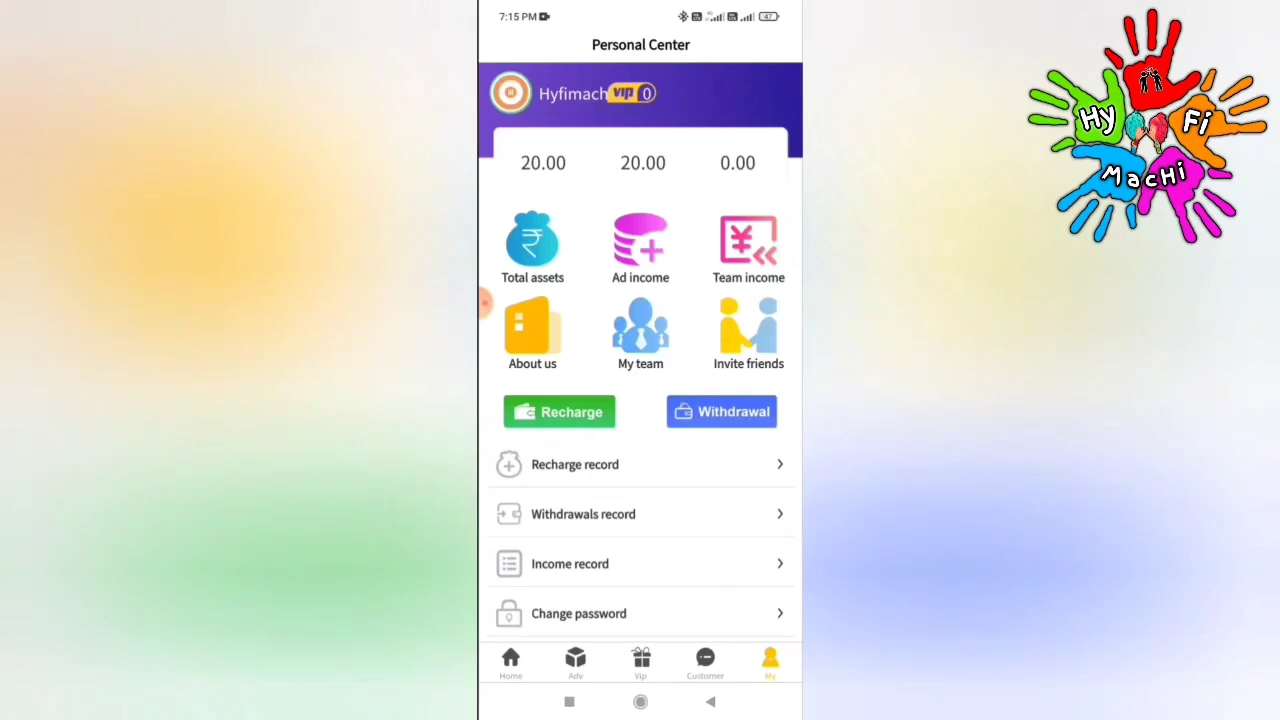 7:15 PM
47
Personal Center
Hyfimach vip 0
20.00 20.00 0.00
Total assets Ad income Team income
About us My team Invite friends
Recharge Withdrawal
Recharge record
Withdrawals record
Income record
Change password
Home Adv Vip Customer My
Hy Fi
MacHi